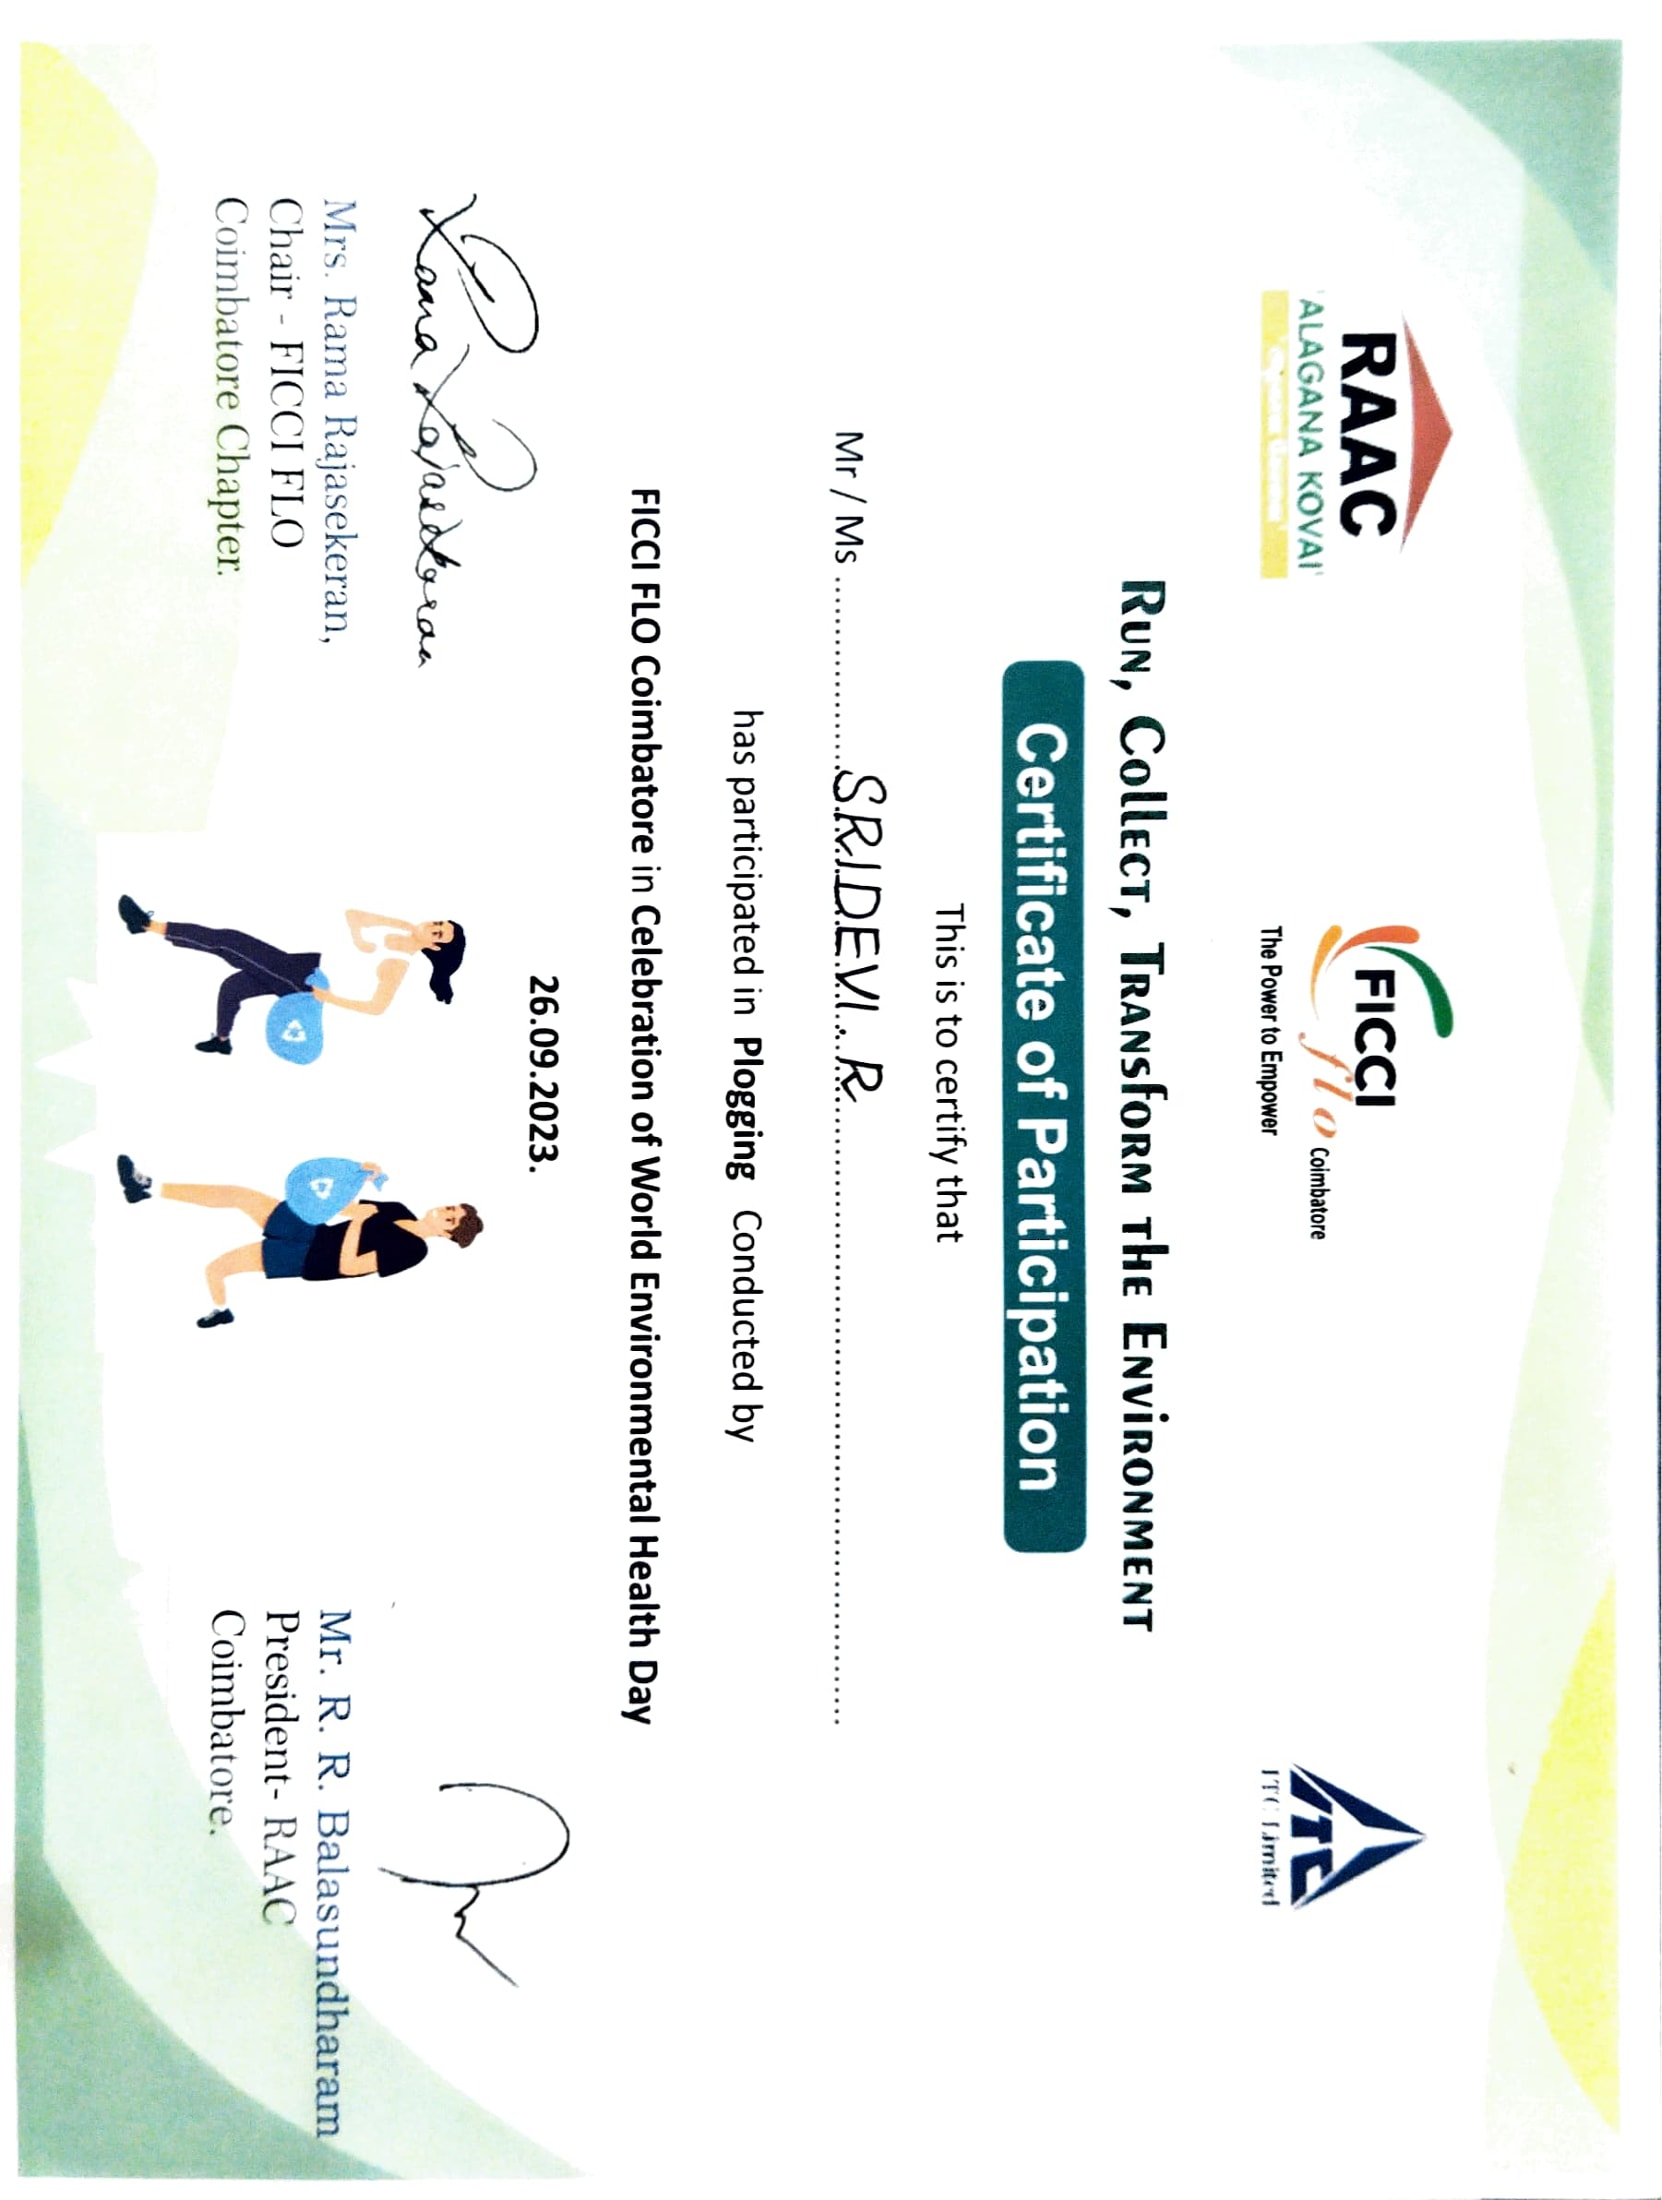 RAAC
'ALAGANA KOVAI'
FICCI
flo Coimbatore
The Power to Empower
ITC
ITC Limited
Run, Collect, Transform the Environment
Certificate of Participation
This is to certify that
Mr / Ms ..................SRIDEVI. R............................................................
has participated in Plogging Conducted by
FICCI FLO Coimbatore in Celebration of World Environmental Health Day
26.09.2023.
Rama Rajasekaran
Mrs. Rama Rajasekeran,
Chair - FICCI FLO
Coimbatore Chapter.
Mr. R. R. Balasundharam
President- RAAC
Coimbatore.